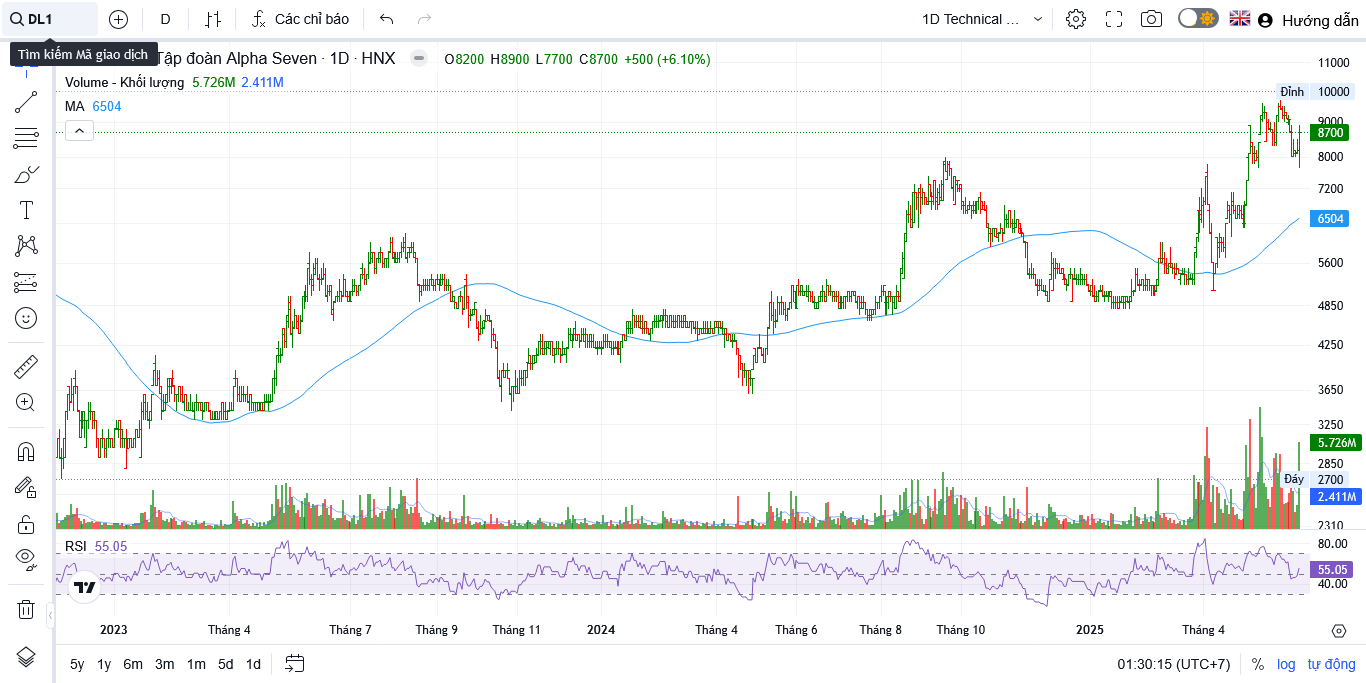 DL1
D
Các chỉ báo
1D Technical ...
Hướng dẫn
Tìm kiếm Mã giao dịch
Tập đoàn Alpha Seven · 1D · HNX
O8200 H8900 L7700 C8700 +500 (+6.10%)
Volume - Khối lượng 5.726M 2.411M
MA 6504
11000
Đỉnh 10000
9000
8700
8000
7200
6504
5600
4850
4250
3650
3250
5.726M
2850
Đáy 2700
2.411M
2310
RSI 55.05
80.00
55.05
40.00
2023 Tháng 4 Tháng 7 Tháng 9 Tháng 11 2024 Tháng 4 Tháng 6 Tháng 8 Tháng 10 2025 Tháng 4
5y 1y 6m 3m 1m 5d 1d
01:30:15 (UTC+7) % log tự động